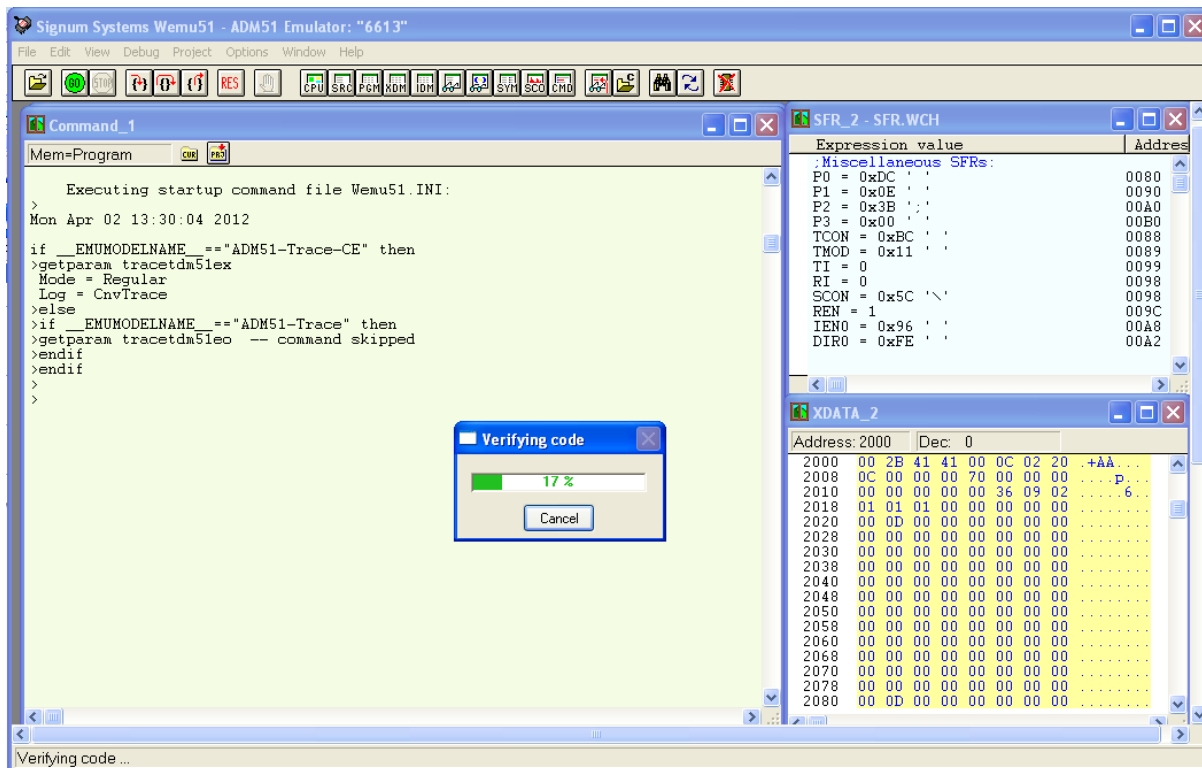 Signum Systems Wemu51 - ADM51 Emulator: "6613"
File Edit View Debug Project Options Window Help
GO STOP RES CPU SRC PGM XDM IDM SYM SCO CMD
Command_1
Mem=Program CUR PRJ
Executing startup command file Wemu51.INI:
>
Mon Apr 02 13:30:04 2012
if __EMUMODELNAME__=="ADM51-Trace-CE" then
>getparam tracetdm51ex
Mode = Regular
Log = CnvTrace
>else
>if __EMUMODELNAME__=="ADM51-Trace" then
>getparam tracetdm51eo -- command skipped
>endif
>endif
>
>
Verifying code
17 %
Cancel
SFR_2 - SFR.WCH
Expression value Addres
;Miscellaneous SFRs:
P0 = 0xDC ' ' 0080
P1 = 0x0E ' ' 0090
P2 = 0x3B ';' 00A0
P3 = 0x00 ' ' 00B0
TCON = 0xBC ' ' 0088
TMOD = 0x11 ' ' 0089
TI = 0 0099
RI = 0 0098
SCON = 0x5C '\' 0098
REN = 1 009C
IEN0 = 0x96 ' ' 00A8
DIR0 = 0xFE ' ' 00A2
XDATA_2
Address: 2000 Dec: 0
2000 00 2B 41 41 00 0C 02 20 .+AA...
2008 0C 00 00 00 70 00 00 00 ....p...
2010 00 00 00 00 00 36 09 02 .....6..
2018 01 01 01 00 00 00 00 00 ........
2020 00 0D 00 00 00 00 00 00 ........
2028 00 00 00 00 00 00 00 00 ........
2030 00 00 00 00 00 00 00 00 ........
2038 00 00 00 00 00 00 00 00 ........
2040 00 00 00 00 00 00 00 00 ........
2048 00 00 00 00 00 00 00 00 ........
2050 00 00 00 00 00 00 00 00 ........
2058 00 00 00 00 00 00 00 00 ........
2060 00 00 00 00 00 00 00 00 ........
2068 00 00 00 00 00 00 00 00 ........
2070 00 00 00 00 00 00 00 00 ........
2078 00 00 00 00 00 00 00 00 ........
2080 00 0D 00 00 00 00 00 00 ........
Verifying code ...